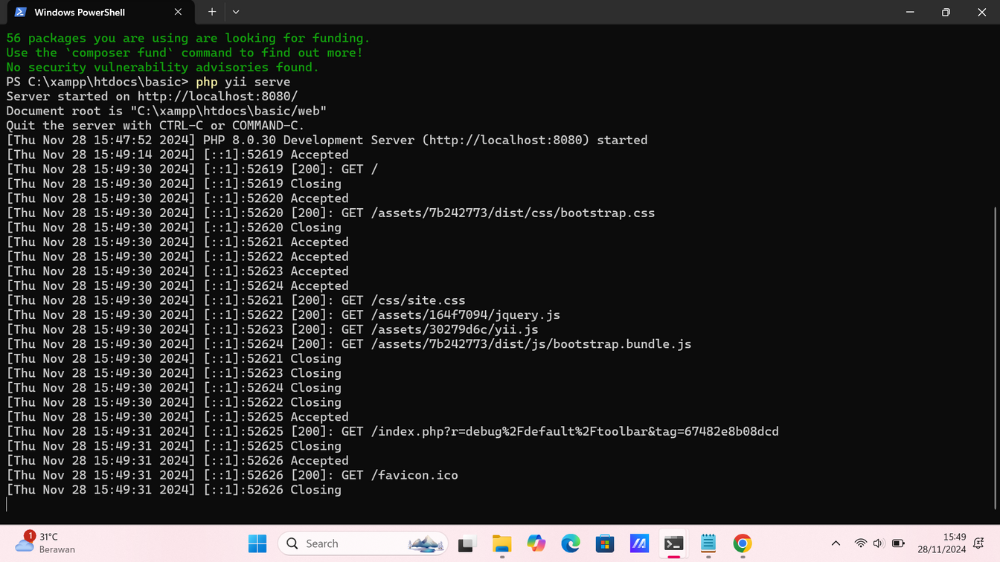 Windows PowerShell
56 packages you are using are looking for funding.
Use the `composer fund` command to find out more!
No security vulnerability advisories found.
PS C:\xampp\htdocs\basic> php yii serve
Server started on http://localhost:8080/
Document root is "C:\xampp\htdocs\basic/web"
Quit the server with CTRL-C or COMMAND-C.
[Thu Nov 28 15:47:52 2024] PHP 8.0.30 Development Server (http://localhost:8080) started
[Thu Nov 28 15:49:14 2024] [::1]:52619 Accepted
[Thu Nov 28 15:49:30 2024] [::1]:52619 [200]: GET /
[Thu Nov 28 15:49:30 2024] [::1]:52619 Closing
[Thu Nov 28 15:49:30 2024] [::1]:52620 Accepted
[Thu Nov 28 15:49:30 2024] [::1]:52620 [200]: GET /assets/7b242773/dist/css/bootstrap.css
[Thu Nov 28 15:49:30 2024] [::1]:52620 Closing
[Thu Nov 28 15:49:30 2024] [::1]:52621 Accepted
[Thu Nov 28 15:49:30 2024] [::1]:52622 Accepted
[Thu Nov 28 15:49:30 2024] [::1]:52623 Accepted
[Thu Nov 28 15:49:30 2024] [::1]:52624 Accepted
[Thu Nov 28 15:49:30 2024] [::1]:52621 [200]: GET /css/site.css
[Thu Nov 28 15:49:30 2024] [::1]:52622 [200]: GET /assets/164f7094/jquery.js
[Thu Nov 28 15:49:30 2024] [::1]:52623 [200]: GET /assets/30279d6c/yii.js
[Thu Nov 28 15:49:30 2024] [::1]:52624 [200]: GET /assets/7b242773/dist/js/bootstrap.bundle.js
[Thu Nov 28 15:49:30 2024] [::1]:52621 Closing
[Thu Nov 28 15:49:30 2024] [::1]:52623 Closing
[Thu Nov 28 15:49:30 2024] [::1]:52624 Closing
[Thu Nov 28 15:49:30 2024] [::1]:52622 Closing
[Thu Nov 28 15:49:30 2024] [::1]:52625 Accepted
[Thu Nov 28 15:49:31 2024] [::1]:52625 [200]: GET /index.php?r=debug%2Fdefault%2Ftoolbar&tag=67482e8b08dcd
[Thu Nov 28 15:49:31 2024] [::1]:52625 Closing
[Thu Nov 28 15:49:31 2024] [::1]:52626 Accepted
[Thu Nov 28 15:49:31 2024] [::1]:52626 [200]: GET /favicon.ico
[Thu Nov 28 15:49:31 2024] [::1]:52626 Closing
1
31°C
Berawan
Search
15:49
28/11/2024